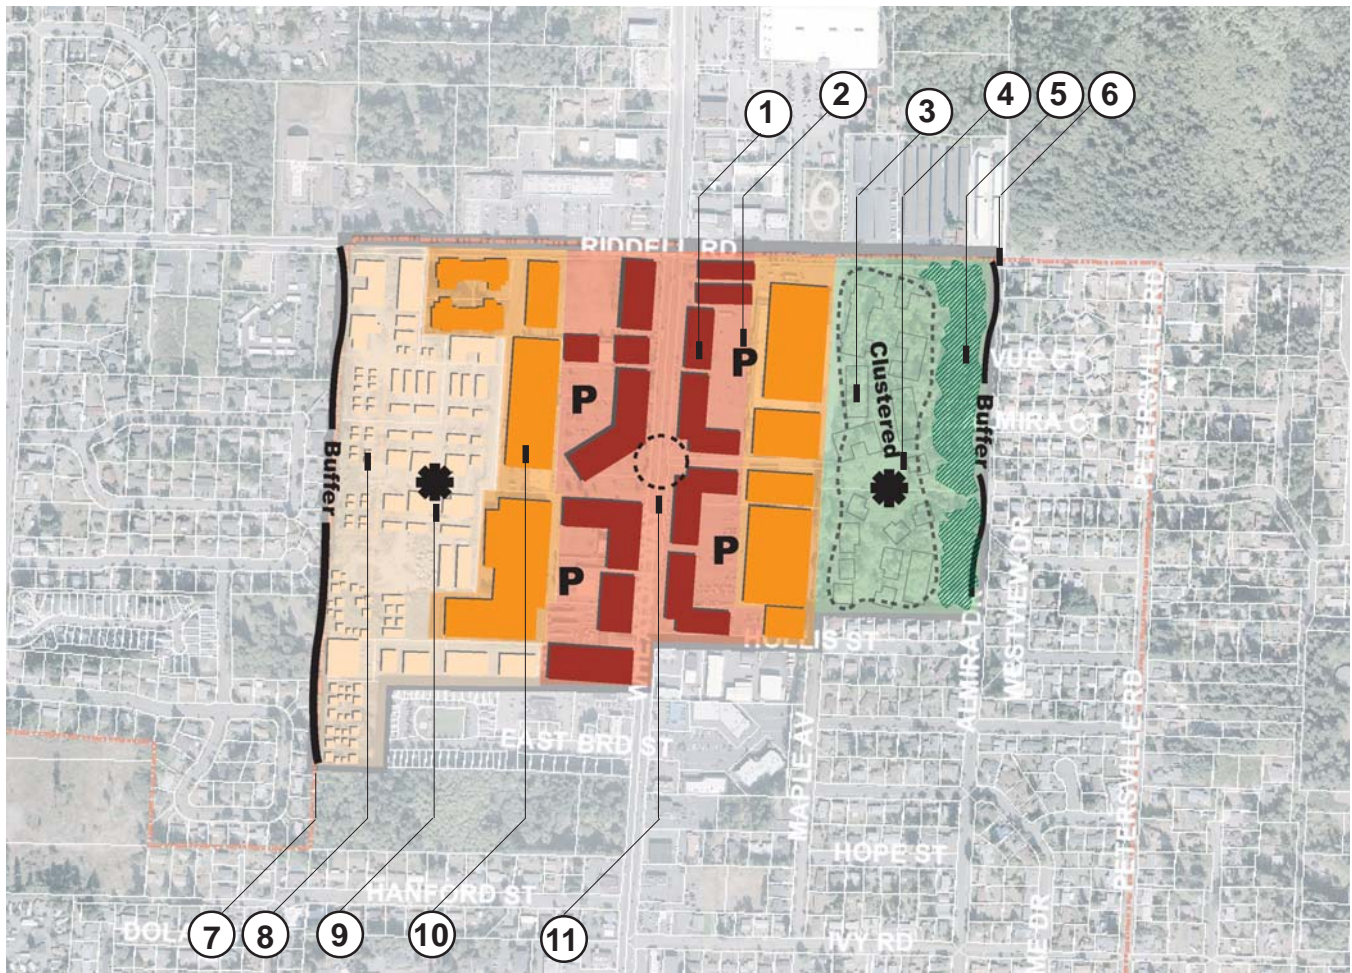 1
2
3
4
5
6
RIDDELL RD
PETERSVILLE RD
VUE CT
P
P
Clustered
MIRA CT
Buffer
Buffer
P
P
WESTVIEW DR
ALMIRA D
HOLLIS ST
EAST BRD ST
MAPLE AV
PETERSVILLE RD
HOPE ST
HANFORD ST
IVY RD
ME DR
7
8
9
10
11